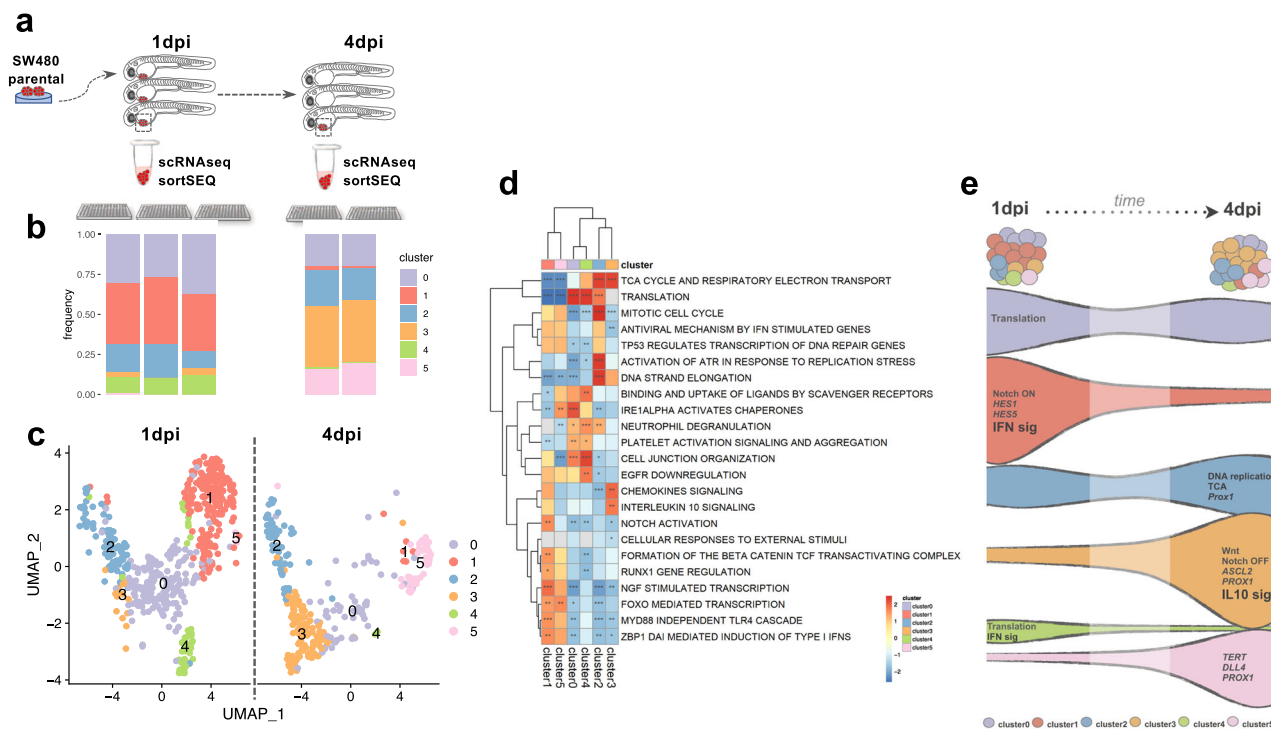 a
1dpi
4dpi
SW480
parental
scRNAseq
sortSEQ
scRNAseq
sortSEQ
b
1.00
0.75
0.50
0.25
0.00
frequency
cluster
0
1
2
3
4
5
c
1dpi
4dpi
4
2
0
−2
−4
UMAP_2
1
2
5
0
3
4
2
1
5
0
3
4
−4
0
4
−4
0
4
UMAP_1
0
1
2
3
4
5
d
cluster
TCA CYCLE AND RESPIRATORY ELECTRON TRANSPORT
TRANSLATION
MITOTIC CELL CYCLE
ANTIVIRAL MECHANISM BY IFN STIMULATED GENES
TP53 REGULATES TRANSCRIPTION OF DNA REPAIR GENES
ACTIVATION OF ATR IN RESPONSE TO REPLICATION STRESS
DNA STRAND ELONGATION
BINDING AND UPTAKE OF LIGANDS BY SCAVENGER RECEPTORS
IRE1ALPHA ACTIVATES CHAPERONES
NEUTROPHIL DEGRANULATION
PLATELET ACTIVATION SIGNALING AND AGGREGATION
CELL JUNCTION ORGANIZATION
EGFR DOWNREGULATION
CHEMOKINES SIGNALING
INTERLEUKIN 10 SIGNALING
NOTCH ACTIVATION
CELLULAR RESPONSES TO EXTERNAL STIMULI
FORMATION OF THE BETA CATENIN TCF TRANSACTIVATING COMPLEX
RUNX1 GENE REGULATION
NGF STIMULATED TRANSCRIPTION
FOXO MEDIATED TRANSCRIPTION
MYD88 INDEPENDENT TLR4 CASCADE
ZBP1 DAI MEDIATED INDUCTION OF TYPE I IFNS
cluster1
cluster5
cluster0
cluster4
cluster2
cluster3
2
1
0
−1
−2
cluster
cluster0
cluster1
cluster2
cluster3
cluster4
cluster5
e
1dpi
time
4dpi
Translation
Notch ON
HES1
HES5
IFN sig
DNA replicatio
TCA
Prox1
Wnt
Notch OFF
ASCL2
PROX1
IL10 sig
Translation
IFN sig
TERT
DLL4
PROX1
cluster0
cluster1
cluster2
cluster3
cluster4
cluster5